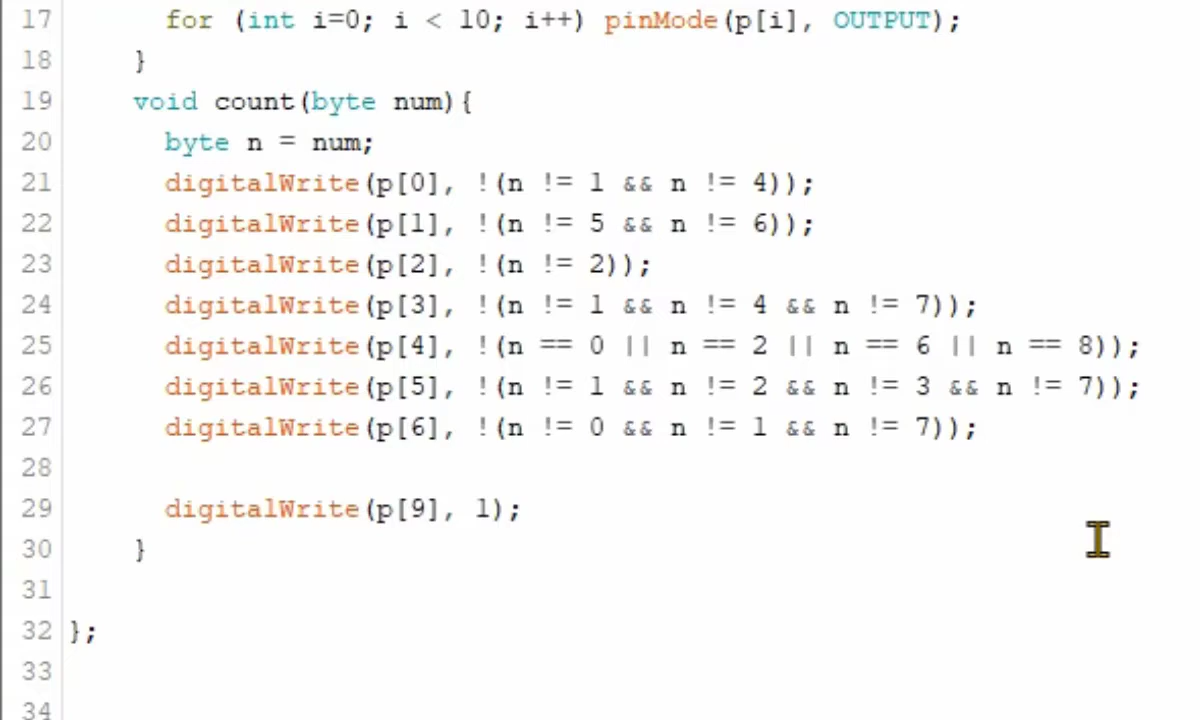 17 for (int i=0; i < 10; i++) pinMode(p[i], OUTPUT);
18 }
19 void count(byte num){
20 byte n = num;
21 digitalWrite(p[0], !(n != 1 && n != 4));
22 digitalWrite(p[1], !(n != 5 && n != 6));
23 digitalWrite(p[2], !(n != 2));
24 digitalWrite(p[3], !(n != 1 && n != 4 && n != 7));
25 digitalWrite(p[4], !(n == 0 || n == 2 || n == 6 || n == 8));
26 digitalWrite(p[5], !(n != 1 && n != 2 && n != 3 && n != 7));
27 digitalWrite(p[6], !(n != 0 && n != 1 && n != 7));
28
29 digitalWrite(p[9], 1);
30 }
31
32 };
33
34